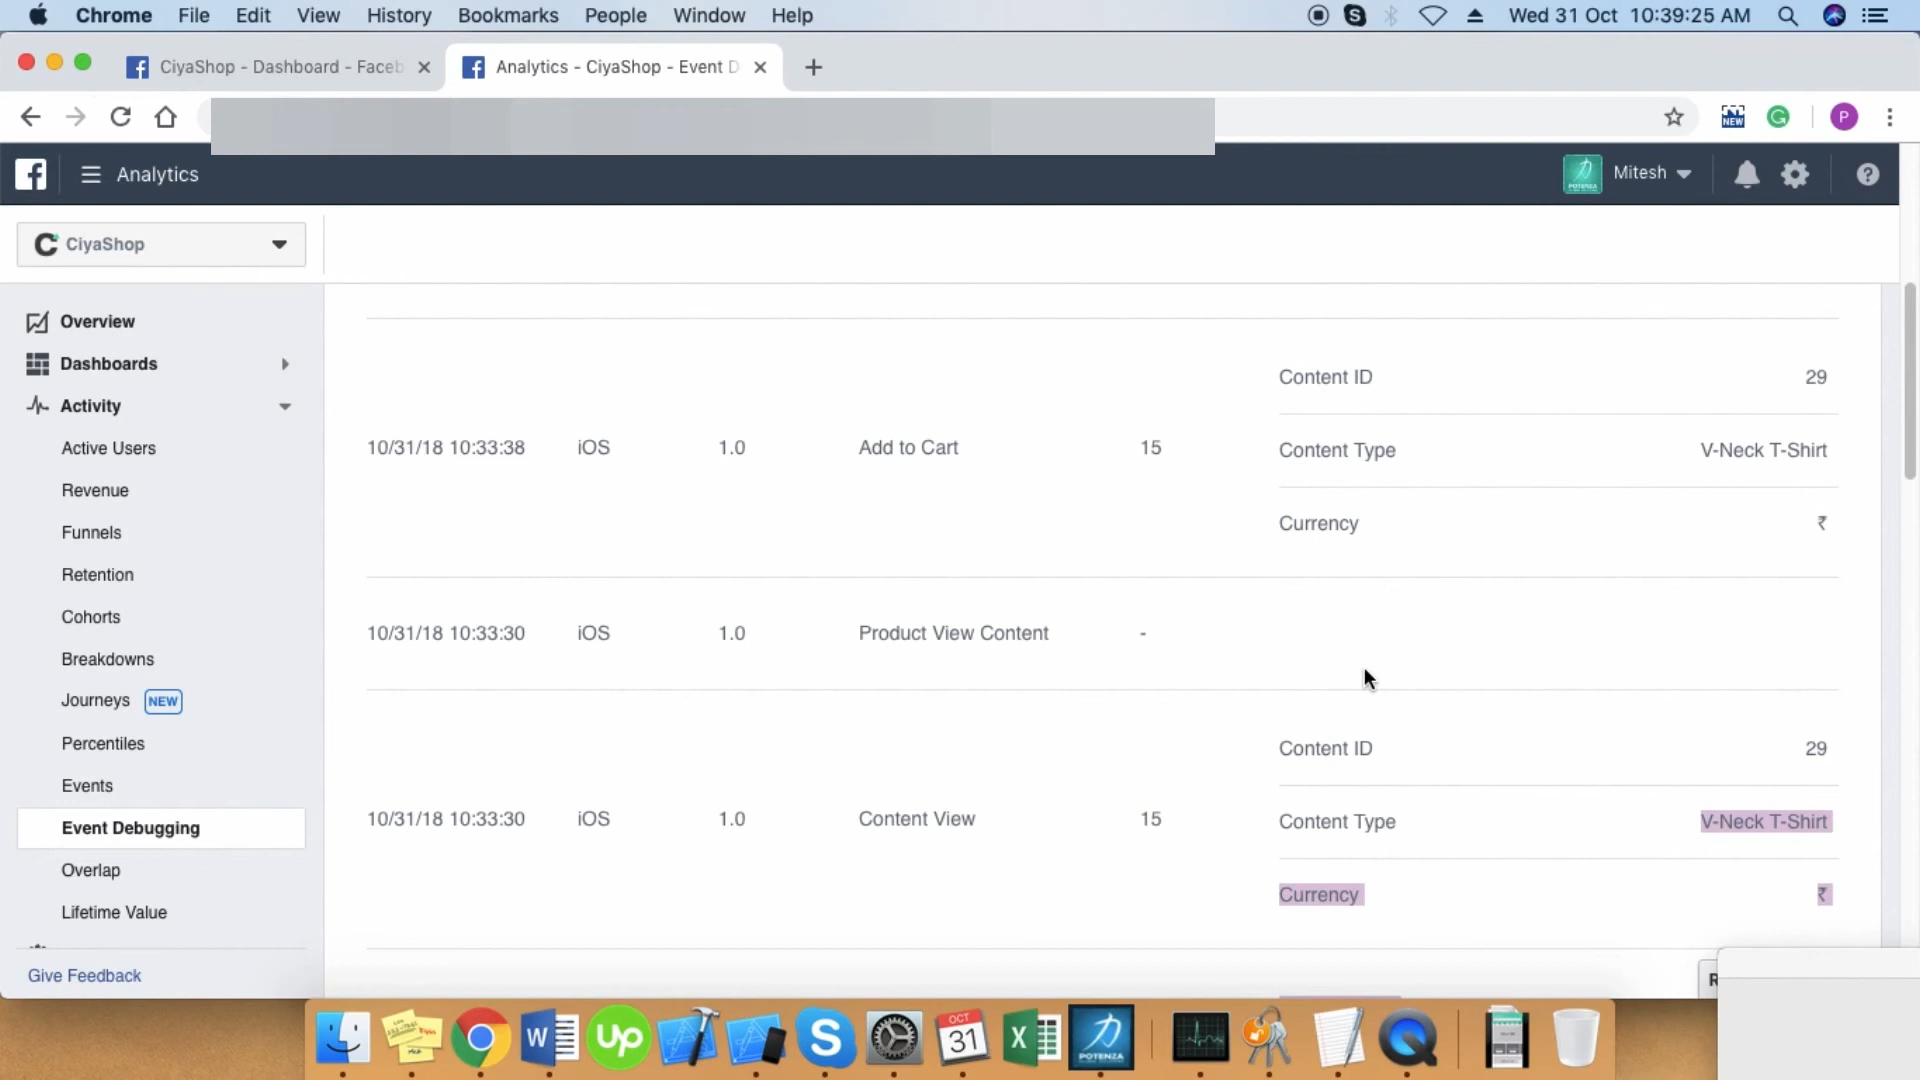 Chrome File Edit View History Bookmarks People Window Help Wed 31 Oct 10:39:25 AM
CiyaShop - Dashboard - Faceb Analytics - CiyaShop - Event D
NEW P
Analytics Mitesh
POTENZA
CiyaShop
Overview
Dashboards
Activity
Active Users
Revenue
Funnels
Retention
Cohorts
Breakdowns
Journeys NEW
Percentiles
Events
Event Debugging
Overlap
Lifetime Value
Give Feedback
Content ID 29
10/31/18 10:33:38 iOS 1.0 Add to Cart 15 Content Type V-Neck T-Shirt
Currency ₹
10/31/18 10:33:30 iOS 1.0 Product View Content -
Content ID 29
10/31/18 10:33:30 iOS 1.0 Content View 15 Content Type V-Neck T-Shirt
Currency ₹
R
W Up S OCT 31 X POTENZA